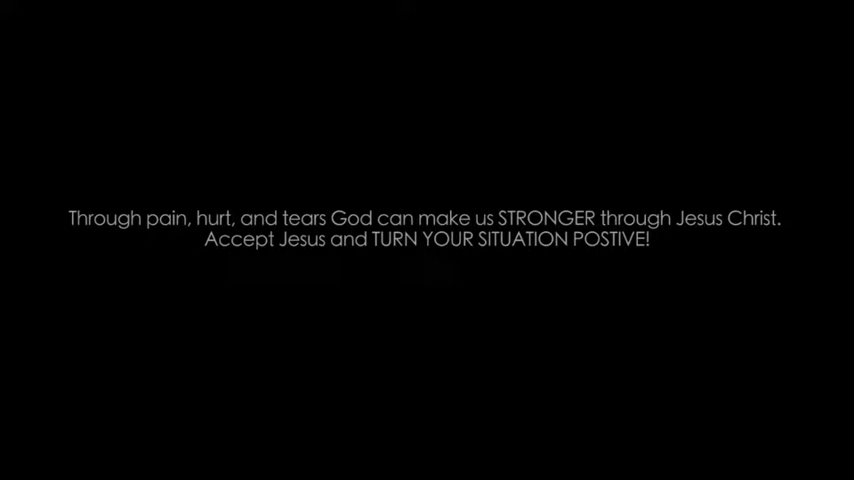 Through pain, hurt, and tears God can make us STRONGER through Jesus Christ.
Accept Jesus and TURN YOUR SITUATION POSTIVE!